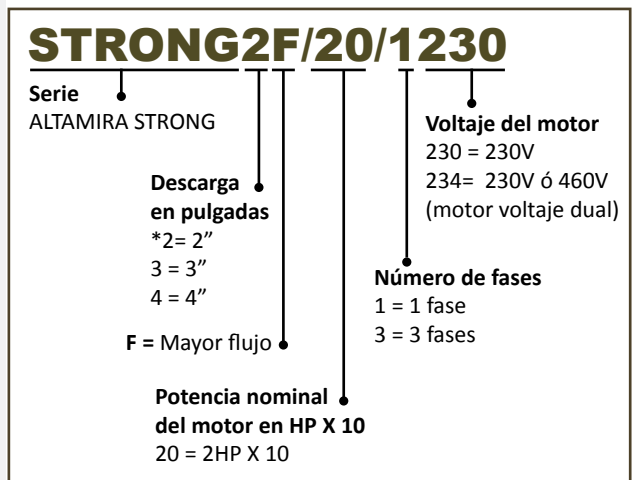 STRONG2F/20/1230
Serie
ALTAMIRA STRONG
Voltaje del motor
230 = 230V
234= 230V ó 460V
(motor voltaje dual)
Descarga
en pulgadas
*2= 2”
3 = 3”
4 = 4”
Número de fases
1 = 1 fase
3 = 3 fases
F = Mayor flujo
Potencia nominal
del motor en HP X 10
20 = 2HP X 10